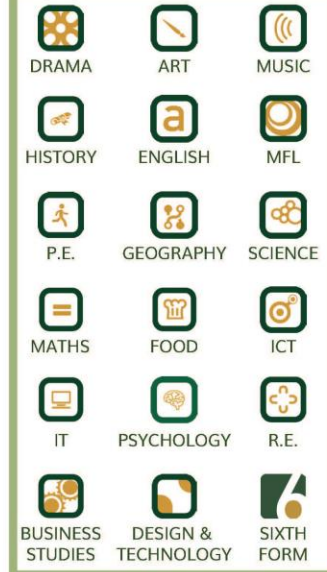 DRAMA ART MUSIC
a
HISTORY ENGLISH MFL
P.E. GEOGRAPHY SCIENCE
=
MATHS FOOD ICT
IT PSYCHOLOGY R.E.
6
BUSINESS DESIGN & SIXTH
STUDIES TECHNOLOGY FORM